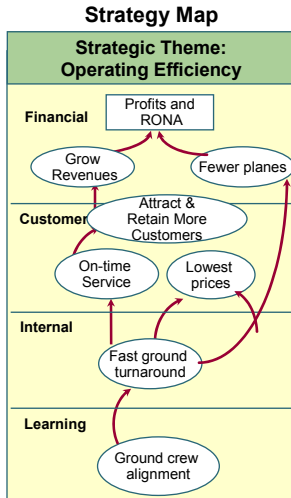 Strategy Map
Strategic Theme:
Operating Efficiency
Financial
Profits and
RONA
Grow
Revenues
Fewer planes
Customer
Attract &
Retain More
Customers
On-time
Service
Lowest
prices
Internal
Fast ground
turnaround
Learning
Ground crew
alignment